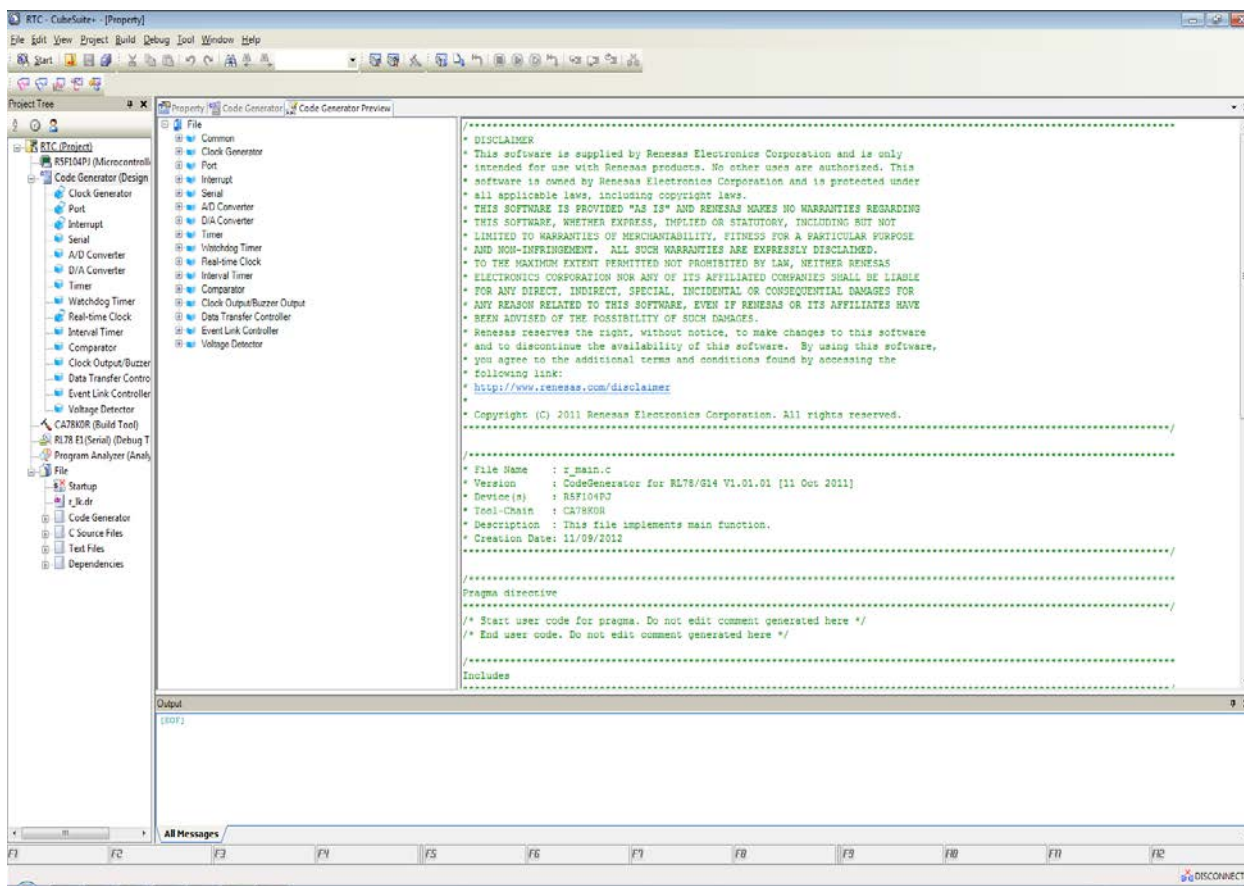 RTC - CubeSuite+ - [Property]
File Edit View Project Build Debug Tool Window Help
Start
Project Tree
RTC (Project)
R5F104PJ (Microcontroll
Code Generator (Design
Clock Generator
Port
Interrupt
Serial
A/D Converter
D/A Converter
Timer
Watchdog Timer
Real-time Clock
Interval Timer
Comparator
Clock Output/Buzzer
Data Transfer Contro
Event Link Controller
Voltage Detector
CA78K0R (Build Tool)
RL78 E1(Serial) (Debug T
Program Analyzer (Analy
File
Startup
r_lk.dr
Code Generator
C Source Files
Text Files
Dependencies
Property Code Generator Code Generator Preview
File
Common
Clock Generator
Port
Interrupt
Serial
A/D Converter
D/A Converter
Timer
Watchdog Timer
Real-time Clock
Interval Timer
Comparator
Clock Output/Buzzer Output
Data Transfer Controller
Event Link Controller
Voltage Detector
/***********************************************************************************************************************
* DISCLAIMER
* This software is supplied by Renesas Electronics Corporation and is only
* intended for use with Renesas products. No other uses are authorized. This
* software is owned by Renesas Electronics Corporation and is protected under
* all applicable laws, including copyright laws.
* THIS SOFTWARE IS PROVIDED "AS IS" AND RENESAS MAKES NO WARRANTIES REGARDING
* THIS SOFTWARE, WHETHER EXPRESS, IMPLIED OR STATUTORY, INCLUDING BUT NOT
* LIMITED TO WARRANTIES OF MERCHANTABILITY, FITNESS FOR A PARTICULAR PURPOSE
* AND NON-INFRINGEMENT. ALL SUCH WARRANTIES ARE EXPRESSLY DISCLAIMED.
* TO THE MAXIMUM EXTENT PERMITTED NOT PROHIBITED BY LAW, NEITHER RENESAS
* ELECTRONICS CORPORATION NOR ANY OF ITS AFFILIATED COMPANIES SHALL BE LIABLE
* FOR ANY DIRECT, INDIRECT, SPECIAL, INCIDENTAL OR CONSEQUENTIAL DAMAGES FOR
* ANY REASON RELATED TO THIS SOFTWARE, EVEN IF RENESAS OR ITS AFFILIATES HAVE
* BEEN ADVISED OF THE POSSIBILITY OF SUCH DAMAGES.
* Renesas reserves the right, without notice, to make changes to this software
* and to discontinue the availability of this software. By using this software,
* you agree to the additional terms and conditions found by accessing the
* following link:
* http://www.renesas.com/disclaimer
*
* Copyright (C) 2011 Renesas Electronics Corporation. All rights reserved.
***********************************************************************************************************************/
/***********************************************************************************************************************
* File Name : r_main.c
* Version : CodeGenerator for RL78/G14 V1.01.01 [11 Oct 2011]
* Device(s) : R5F104PJ
* Tool-Chain : CA78K0R
* Description : This file implements main function.
* Creation Date: 11/09/2012
***********************************************************************************************************************/
/***********************************************************************************************************************
Pragma directive
***********************************************************************************************************************/
/* Start user code for pragma. Do not edit comment generated here */
/* End user code. Do not edit comment generated here */
/***********************************************************************************************************************
Includes
***********************************************************************************************************************/
Output
[EOF]
All Messages
F1 F2 F3 F4 F5 F6 F7 F8 F9 F10 F11 F12
DISCONNECT